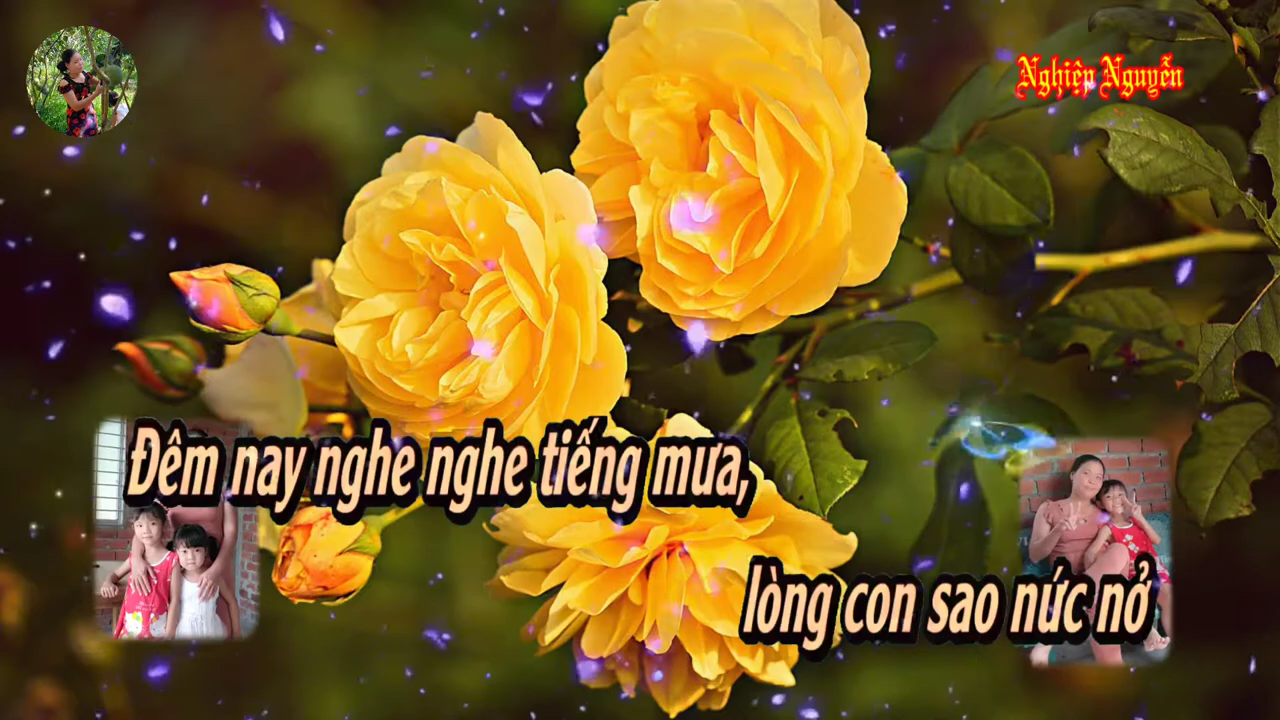 Nghiệp Nguyễn
Đêm nay nghe nghe tiếng mưa,
lòng con sao nức nở